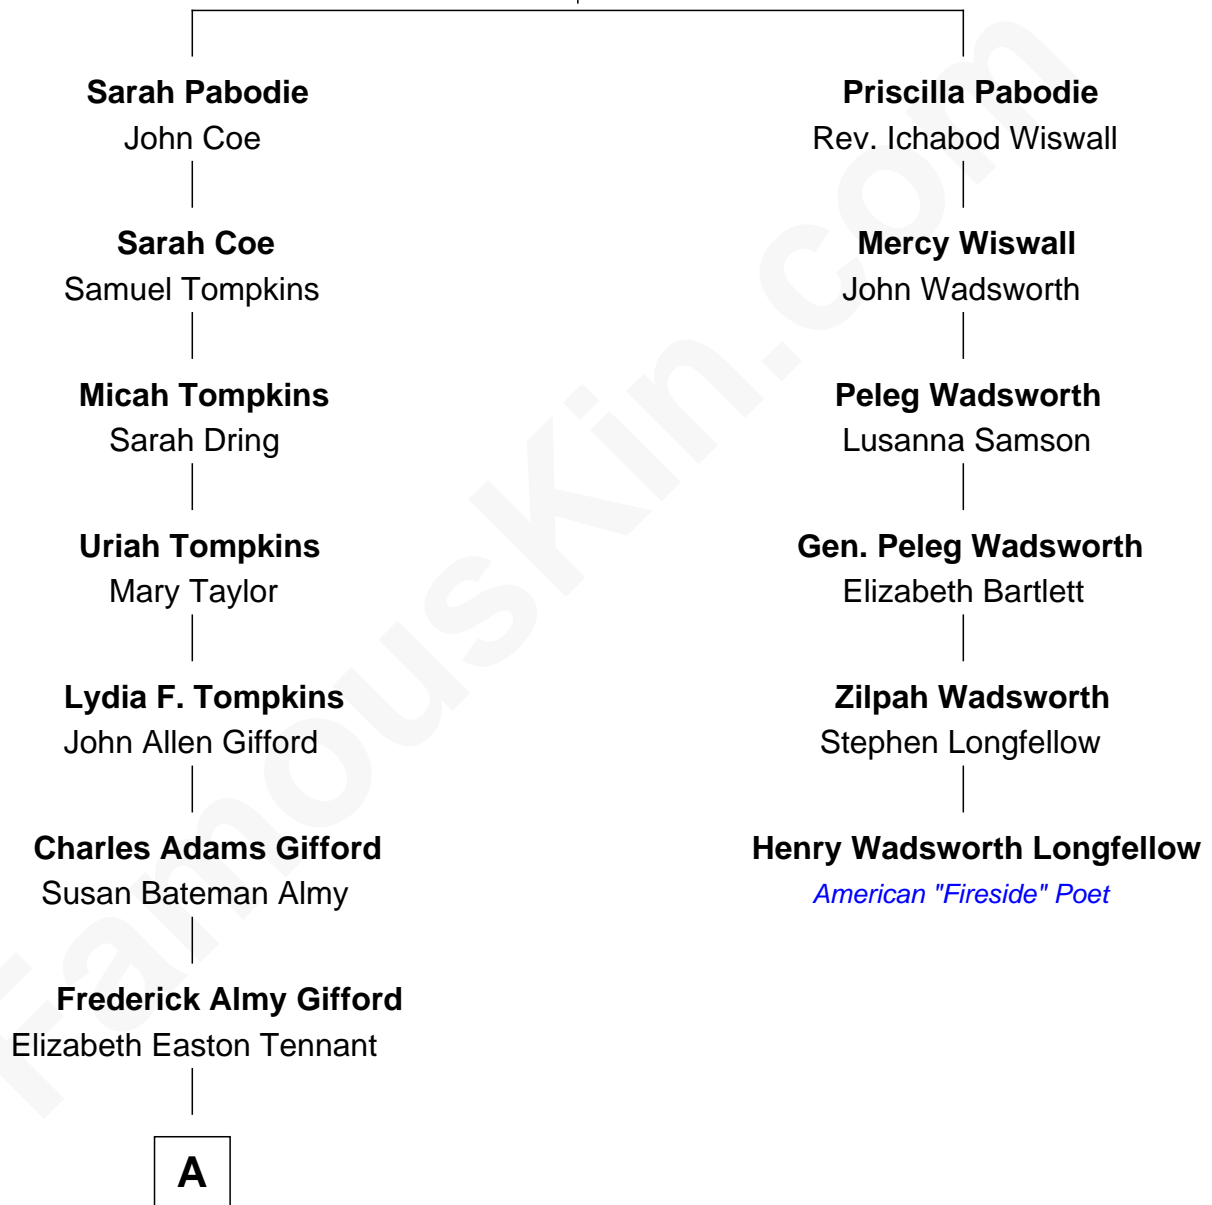 Sarah Pabodie
John Coe
Sarah Coe
Samuel Tompkins
Micah Tompkins
Sarah Dring
Uriah Tompkins
Mary Taylor
Lydia F. Tompkins
John Allen Gifford
Charles Adams Gifford
Susan Bateman Almy
Frederick Almy Gifford
Elizabeth Easton Tennant
A
Priscilla Pabodie
Rev. Ichabod Wiswall
Mercy Wiswall
John Wadsworth
Peleg Wadsworth
Lusanna Samson
Gen. Peleg Wadsworth
Elizabeth Bartlett
Zilpah Wadsworth
Stephen Longfellow
Henry Wadsworth Longfellow
American "Fireside" Poet
FamousKin.com